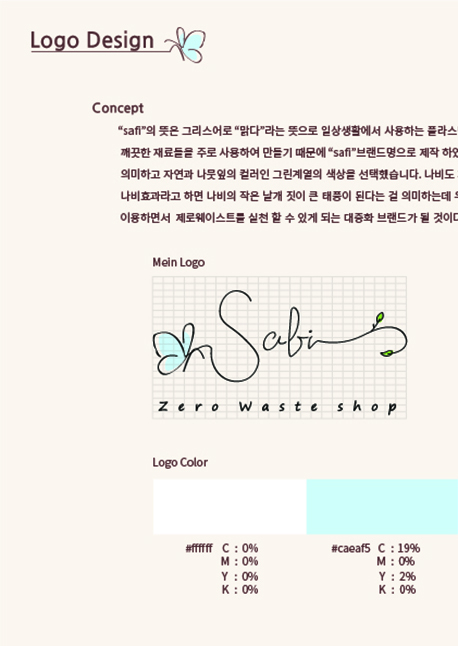 Logo Design
Concept
“safi”의 뜻은 그리스어로 “맑다”라는 뜻으로 일상생활에서 사용하는 플라스
깨끗한 재료들을 주로 사용하여 만들기 때문에 “safi”브랜드명으로 제작 하였
의미하고 자연과 나뭇잎의 컬러인 그린계열의 색상을 선택했습니다. 나비도
나비효과라고 하면 나비의 작은 날개 짓이 큰 태풍이 된다는 걸 의미하는데
이용하면서 제로웨이스트를 실천 할 수 있게 되는 대중화 브랜드가 될 것이다
Mein Logo
Safi
Zero Waste shop
Logo Color
#ffffff C : 0% #caeaf5 C : 19%
M : 0% M : 0%
Y : 0% Y : 2%
K : 0% K : 0%